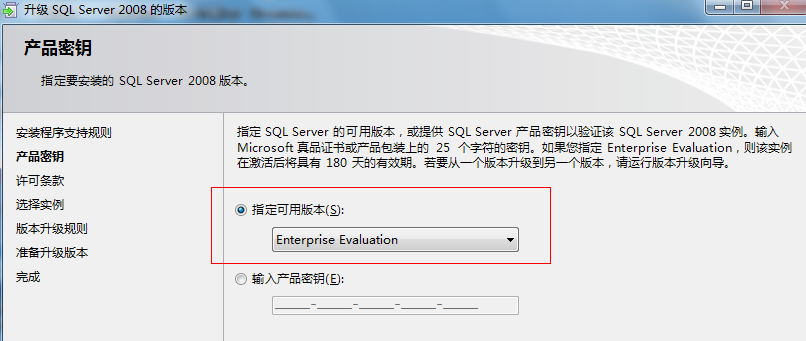 升级 SQL Server 2008 的版本
产品密钥
指定要安装的 SQL Server 2008 版本。
安装程序支持规则
产品密钥
许可条款
选择实例
版本升级规则
准备升级版本
完成
指定 SQL Server 的可用版本，或提供 SQL Server 产品密钥以验证该 SQL Server 2008 实例。输入
Microsoft 真品证书或产品包装上的 25 个字符的密钥。如果您指定 Enterprise Evaluation，则该实例
在激活后将具有 180 天的有效期。若要从一个版本升级到另一个版本，请运行版本升级向导。
指定可用版本(S):
Enterprise Evaluation
输入产品密钥(E):
_____-_____-_____-_____-_____